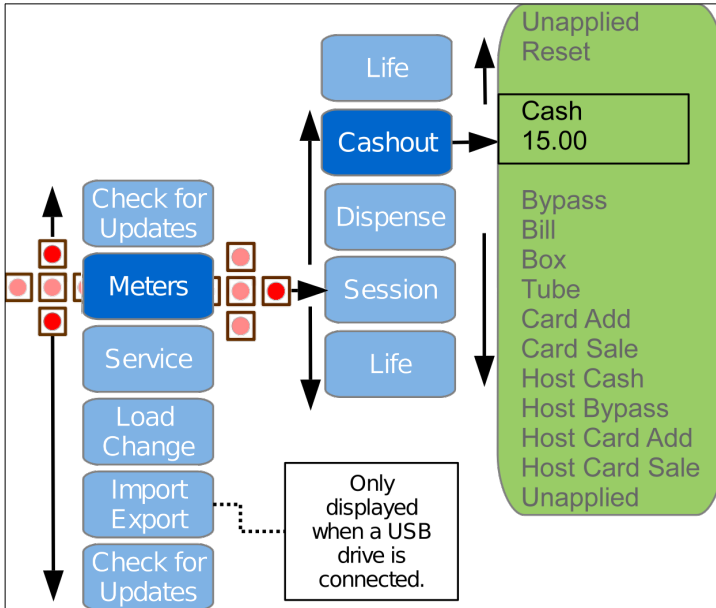 Check for
Updates
Meters
Service
Load
Change
Import
Export
Check for
Updates
Only
displayed
when a USB
drive is
connected.
Life
Cashout
Dispense
Session
Life
Unapplied
Reset
Cash
15.00
Bypass
Bill
Box
Tube
Card Add
Card Sale
Host Cash
Host Bypass
Host Card Add
Host Card Sale
Unapplied